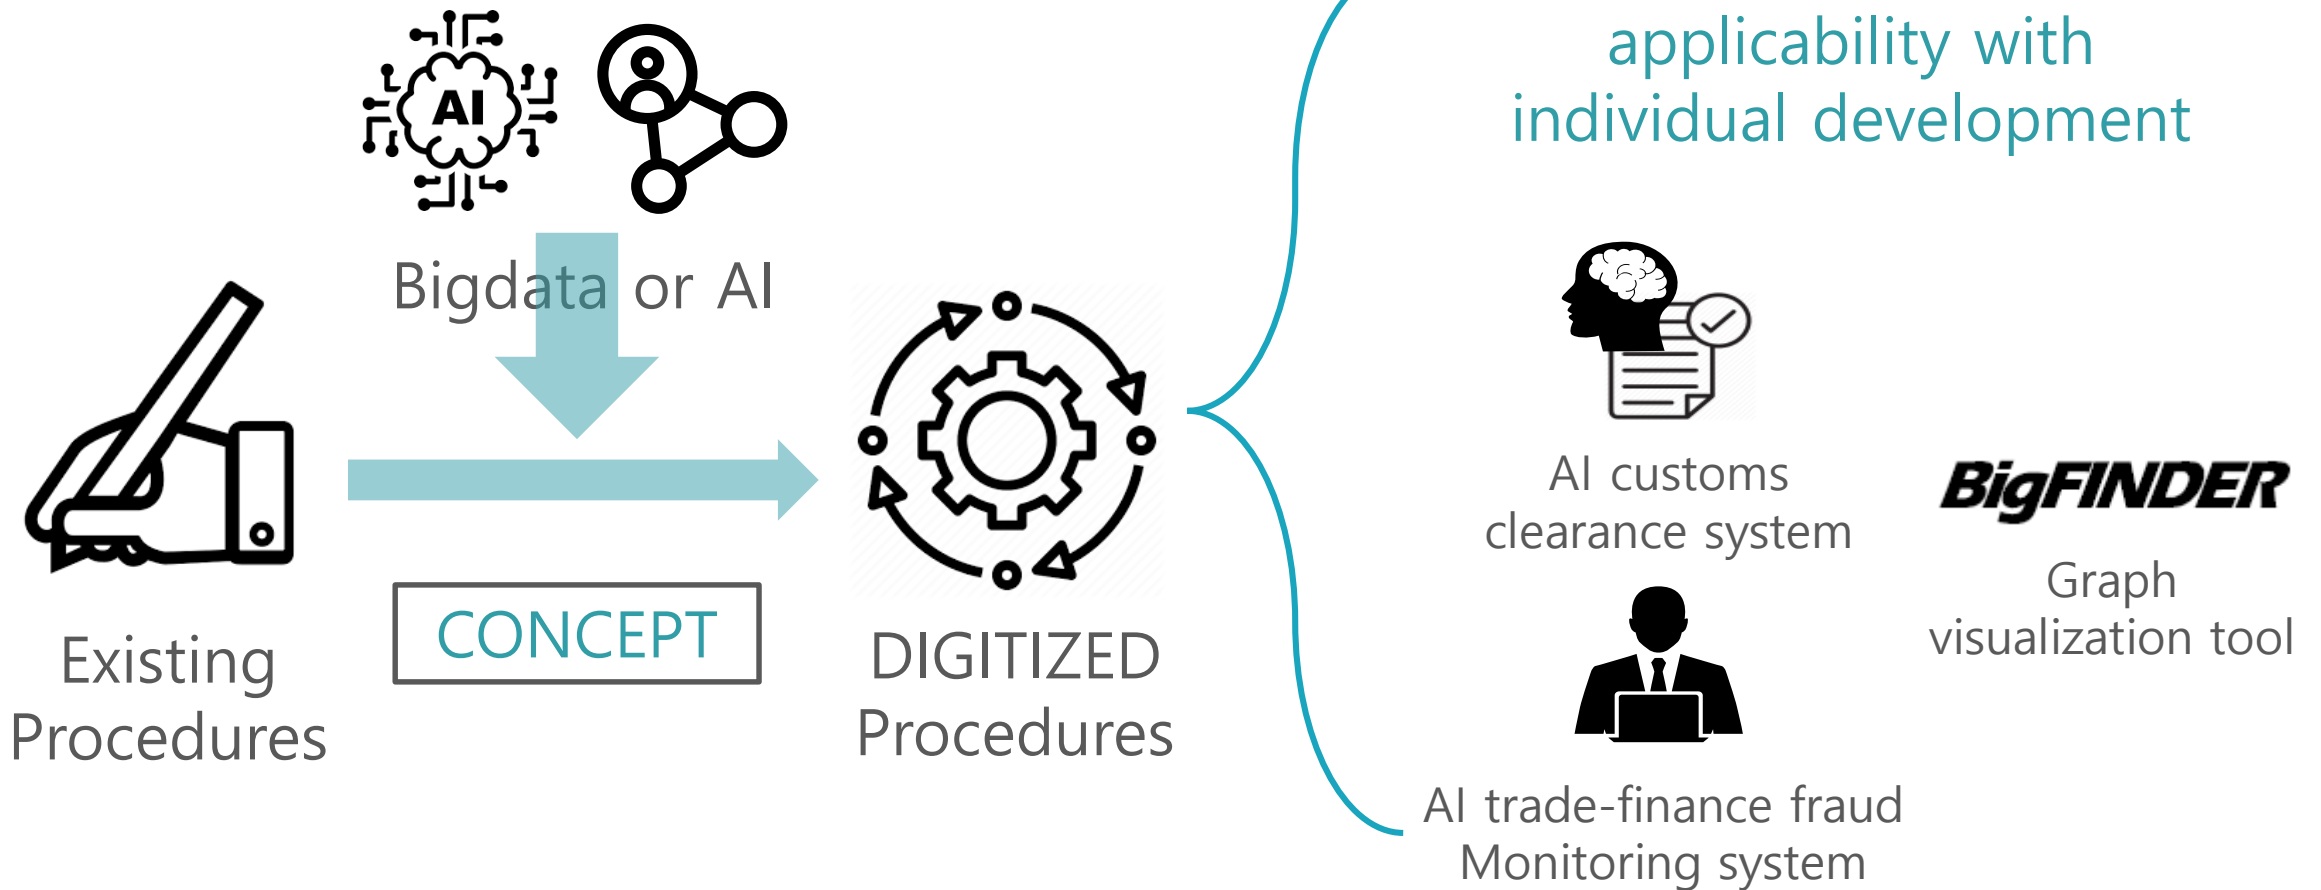 AI
Bigdata or AI
Existing
Procedures
CONCEPT
DIGITIZED
Procedures
applicability with
individual development
AI customs
clearance system
BigFINDER
Graph
visualization tool
AI trade-finance fraud
Monitoring system